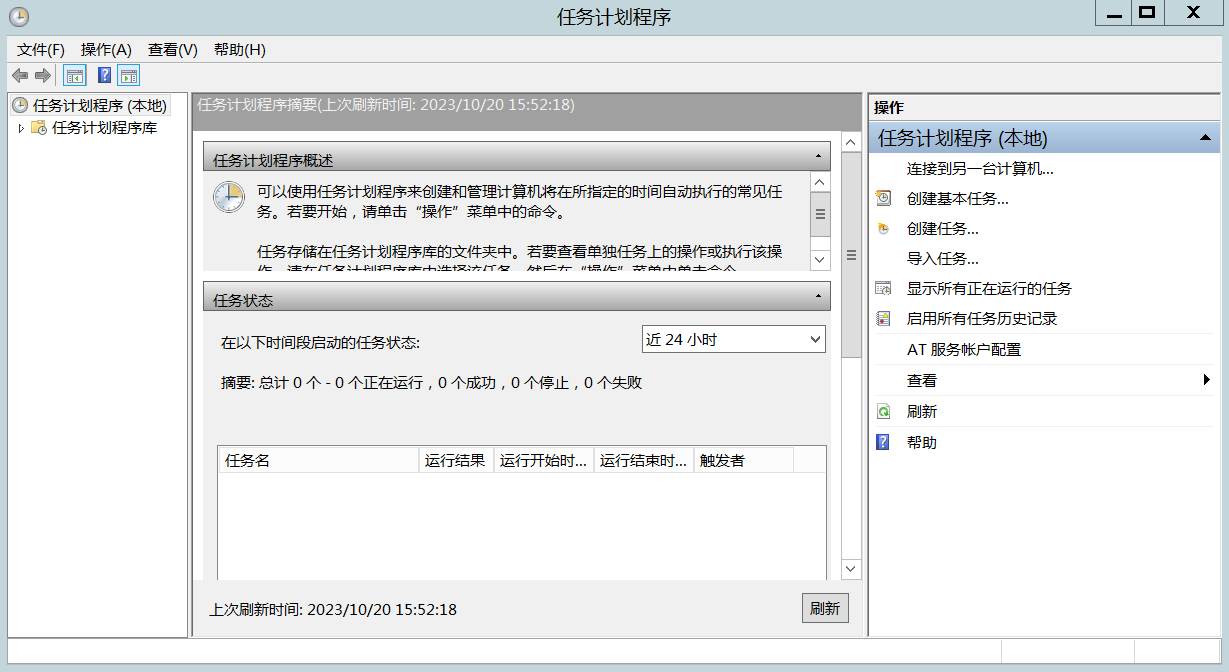 任务计划程序
文件(F) 操作(A) 查看(V) 帮助(H)
任务计划程序 (本地)
任务计划程序库
任务计划程序摘要(上次刷新时间: 2023/10/20 15:52:18)
任务计划程序概述
可以使用任务计划程序来创建和管理计算机将在所指定的时间自动执行的常见任
务。若要开始，请单击“操作”菜单中的命令。
任务存储在任务计划程序库的文件夹中。若要查看单独任务上的操作或执行该操
作，请在任务计划程序库中选择该任务，然后在“操作”菜单中单击命令。
任务状态
在以下时间段启动的任务状态:
近 24 小时
摘要: 总计 0 个 - 0 个正在运行，0 个成功，0 个停止，0 个失败
任务名 运行结果 运行开始时... 运行结束时... 触发者
上次刷新时间: 2023/10/20 15:52:18
刷新
操作
任务计划程序 (本地)
连接到另一台计算机...
创建基本任务...
创建任务...
导入任务...
显示所有正在运行的任务
启用所有任务历史记录
AT 服务帐户配置
查看
刷新
帮助